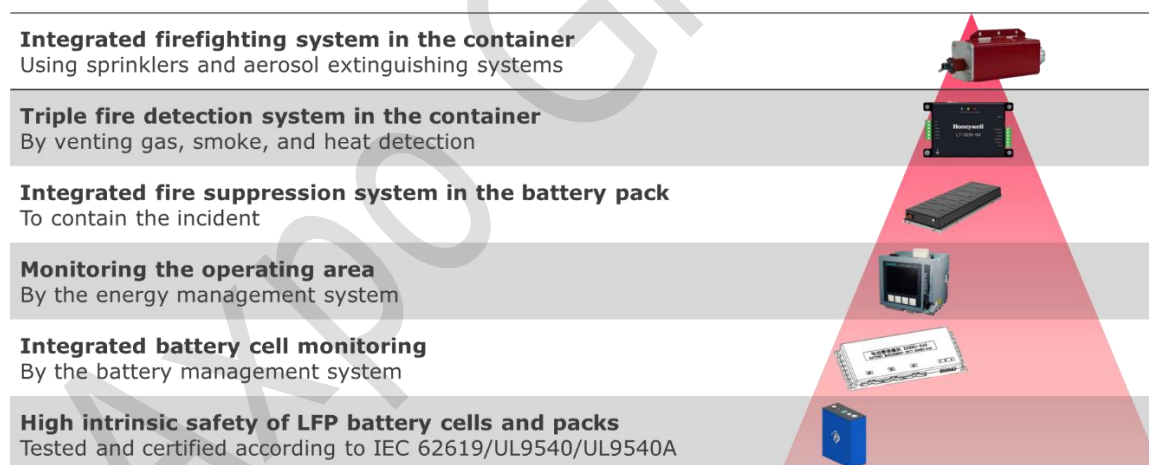 Integrated firefighting system in the container
Using sprinklers and aerosol extinguishing systems
Triple fire detection system in the container
By venting gas, smoke, and heat detection
Honeywell
Integrated fire suppression system in the battery pack
To contain the incident
Monitoring the operating area
By the energy management system
Integrated battery cell monitoring
By the battery management system
High intrinsic safety of LFP battery cells and packs
Tested and certified according to IEC 62619/UL9540/UL9540A
Axpo G